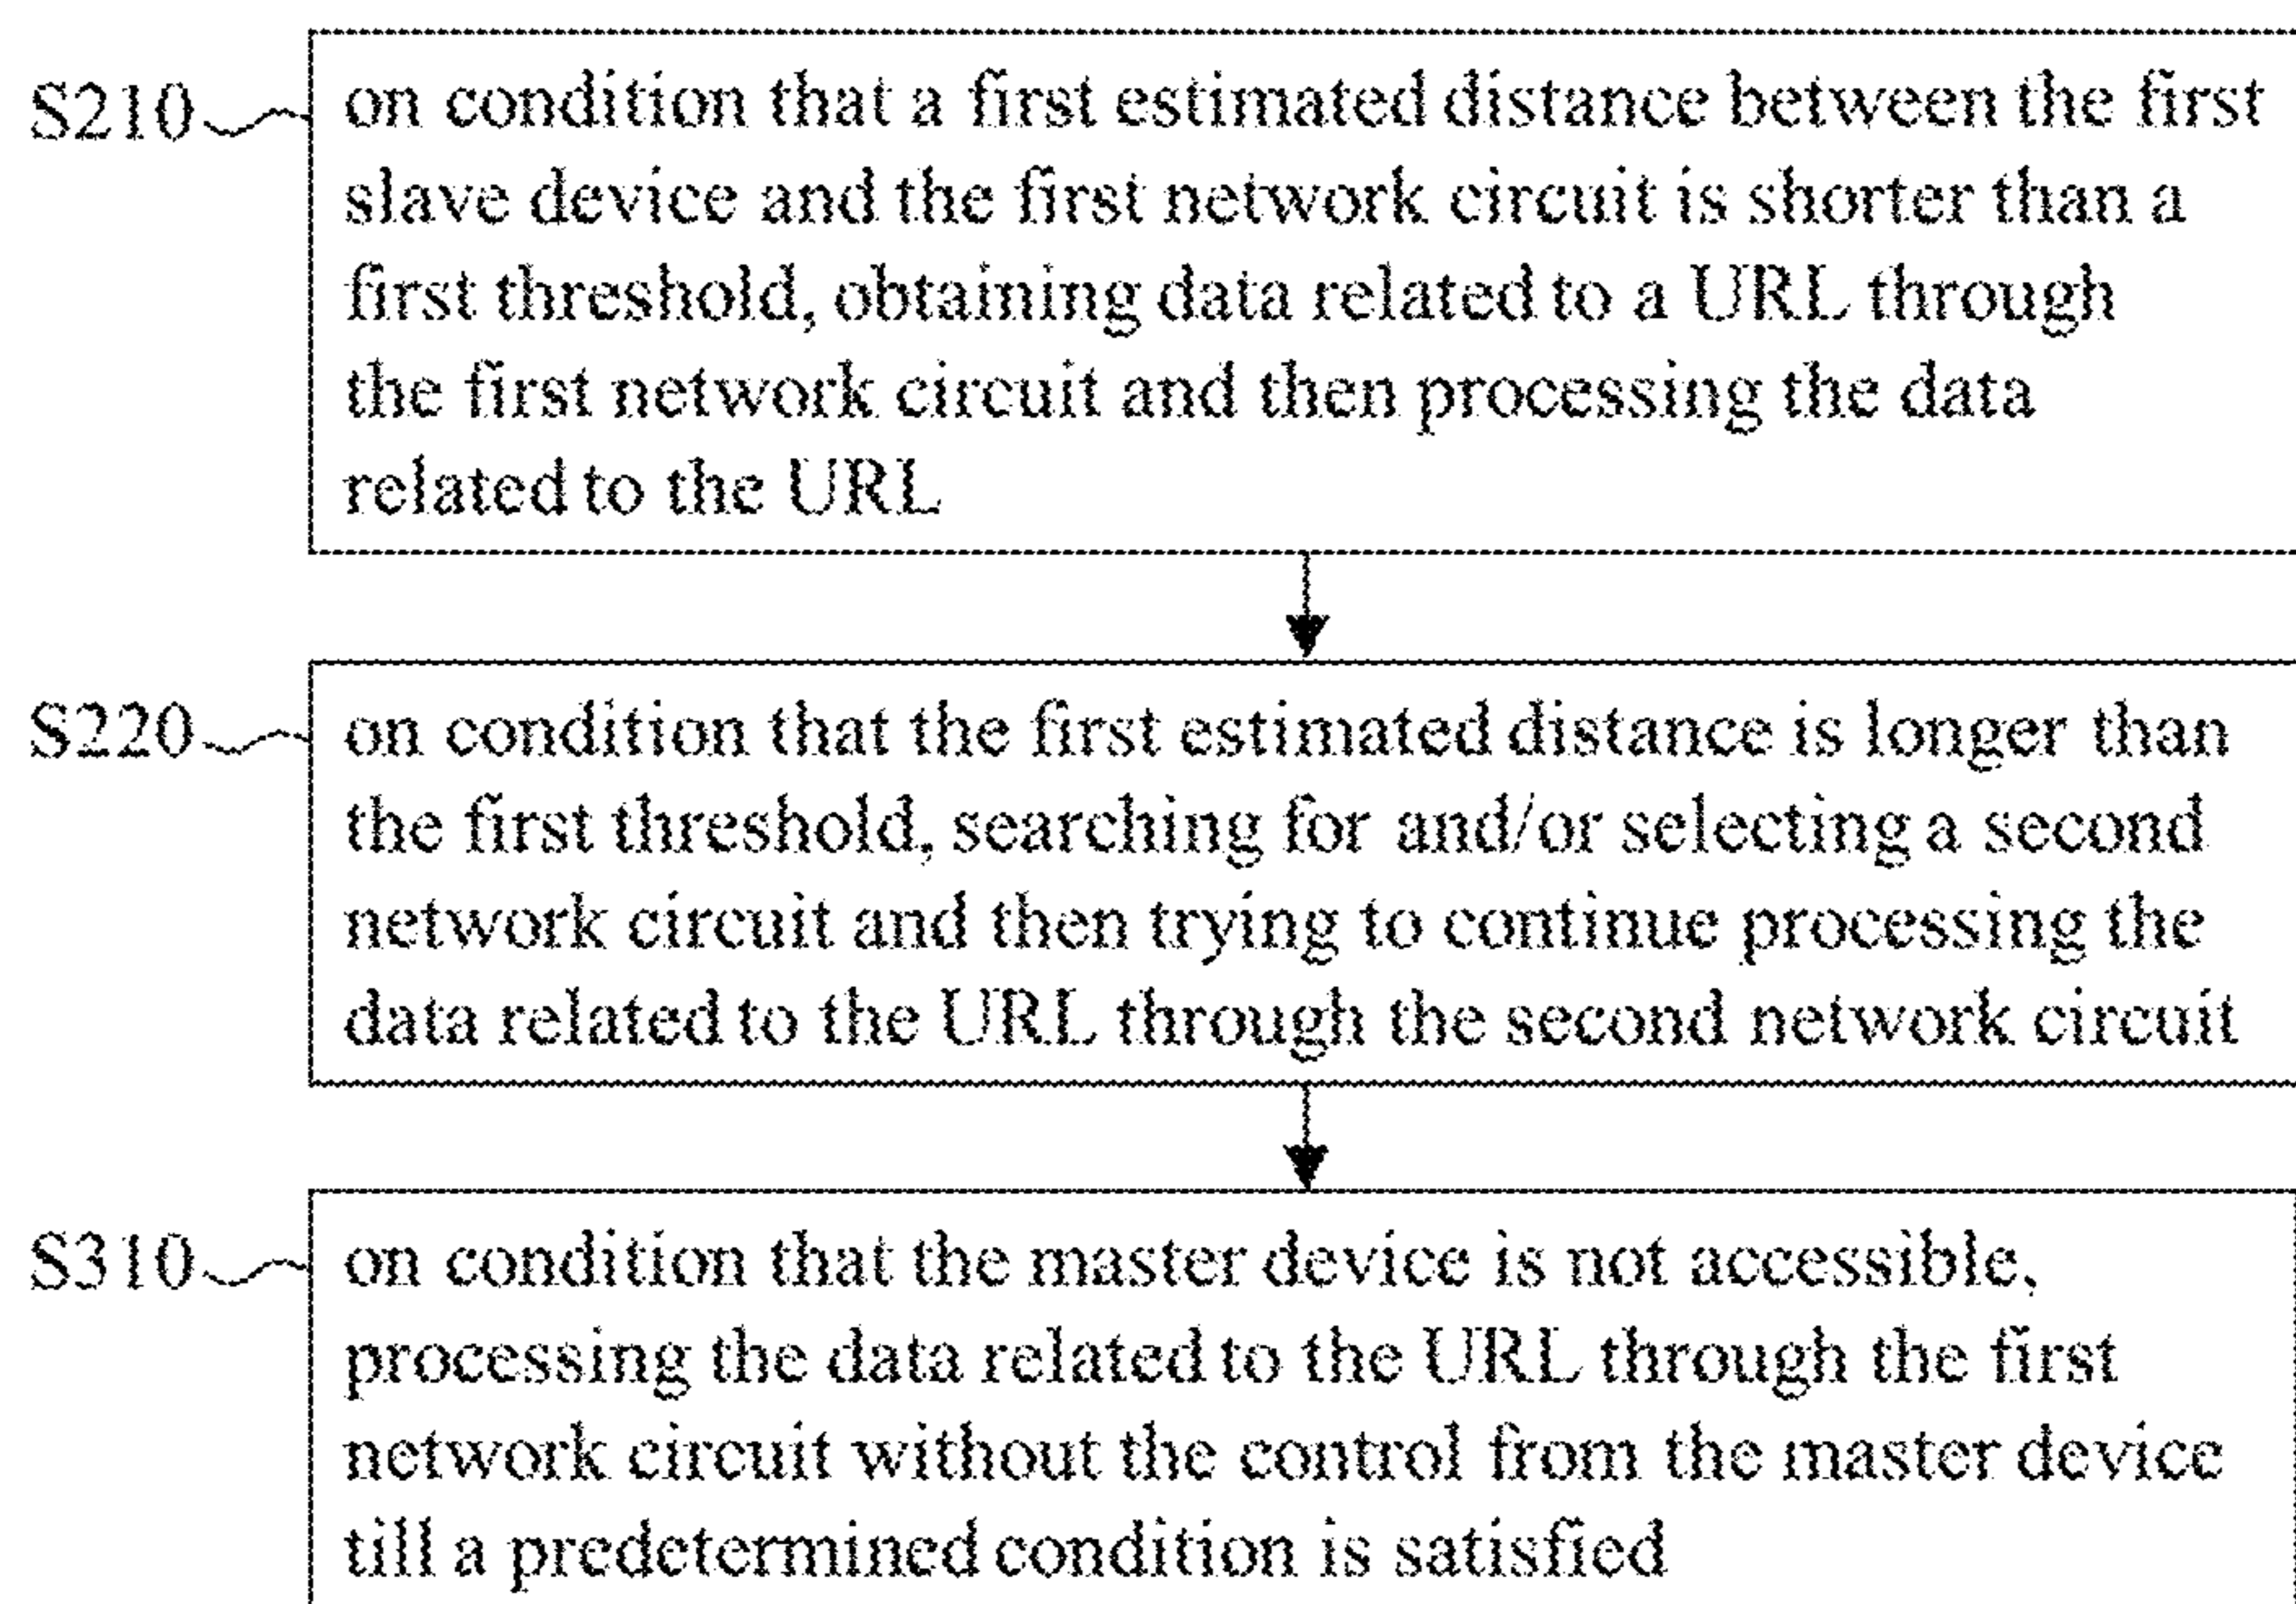 S210
on condition that a first estimated distance between the first
slave device and the first network circuit is shorter than a
first threshold, obtaining data related to a URL through
the first network circuit and then processing the data
related to the URL
S220
on condition that the first estimated distance is longer than
the first threshold, searching for and/or selecting a second
network circuit and then trying to continue processing the
data related to the URL through the second network circuit
S310
on condition that the master device is not accessible,
processing the data related to the URL through the first
network circuit without the control from the master device
till a predetermined condition is satisfied